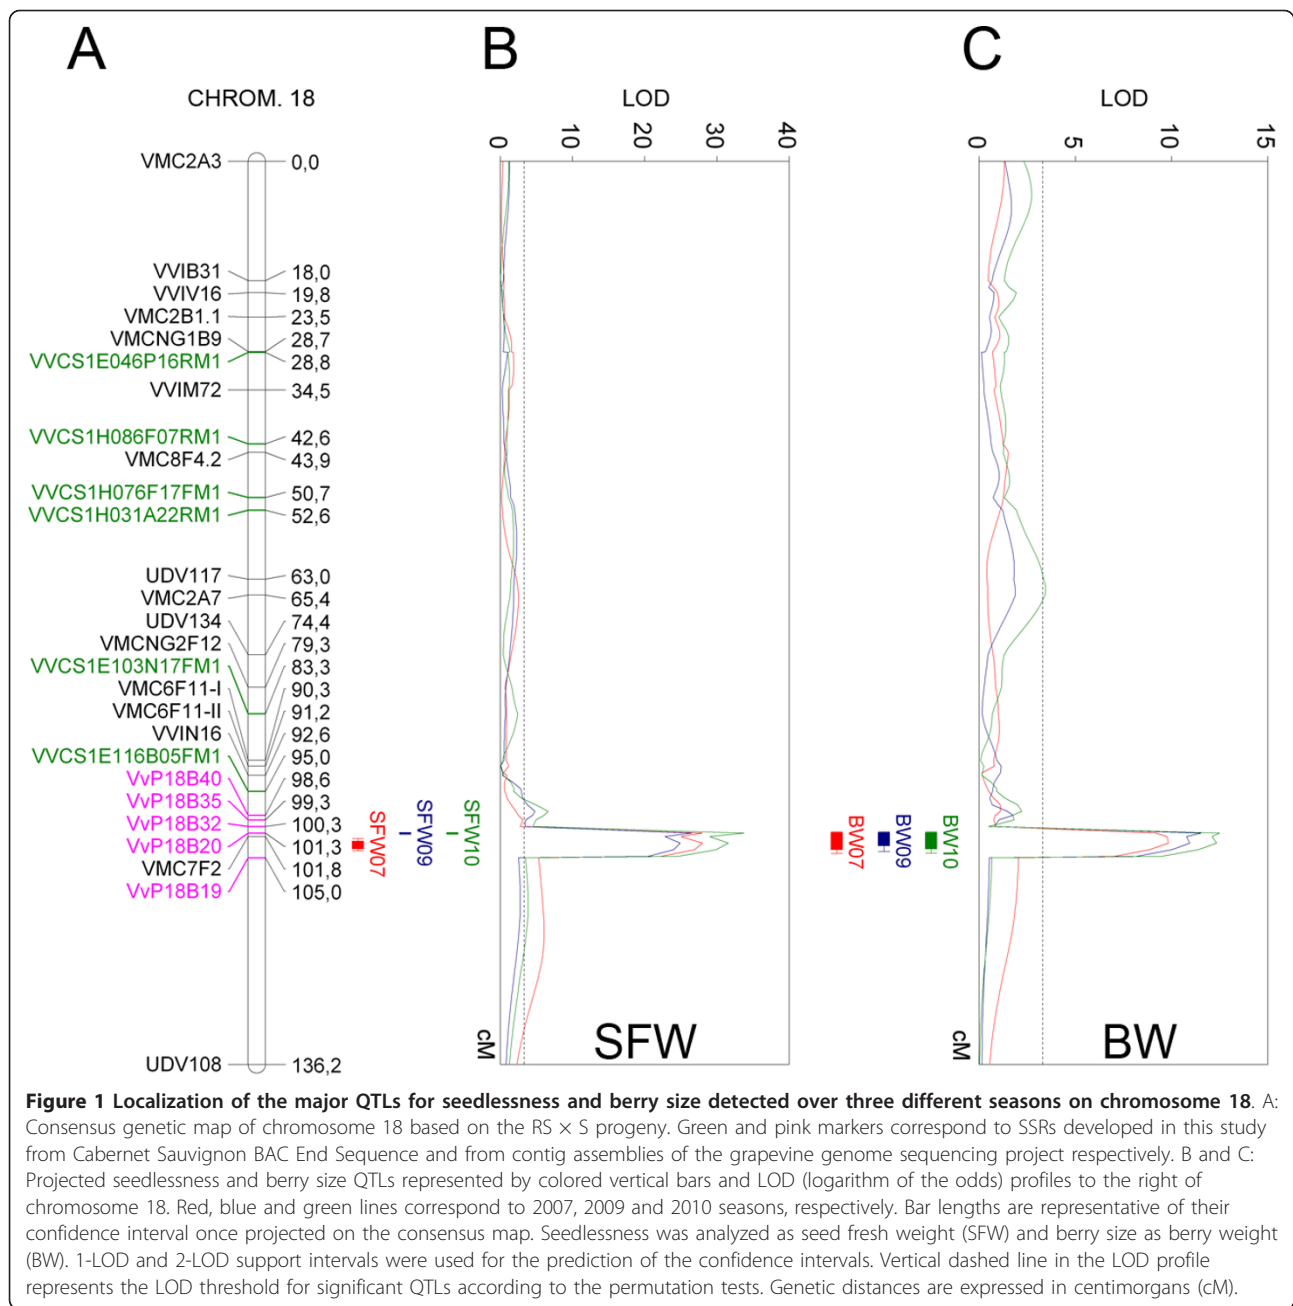 A
B
C
CHROM. 18
LOD
LOD
0
10
20
30
40
0
5
10
15
VMC2A3 0,0
VVIB31 18,0
VVIV16 19,8
VMC2B1.1 23,5
VMCNG1B9 28,7
VVCS1E046P16RM1 28,8
VVIM72 34,5
VVCS1H086F07RM1 42,6
VMC8F4.2 43,9
VVCS1H076F17FM1 50,7
VVCS1H031A22RM1 52,6
UDV117 63,0
VMC2A7 65,4
UDV134 74,4
VMCNG2F12 79,3
VVCS1E103N17FM1 83,3
VMC6F11-I 90,3
VMC6F11-II 91,2
VVIN16 92,6
VVCS1E116B05FM1 95,0
VvP18B40 98,6
VvP18B35 99,3
VvP18B32 100,3
VvP18B20 101,3
VMC7F2 101,8
VvP18B19 105,0
UDV108 136,2
SFW07
SFW09
SFW10
BW07
BW09
BW10
cM
SFW
cM
BW
Figure 1 Localization of the major QTLs for seedlessness and berry size detected over three different seasons on chromosome 18. A:
Consensus genetic map of chromosome 18 based on the RS × S progeny. Green and pink markers correspond to SSRs developed in this study
from Cabernet Sauvignon BAC End Sequence and from contig assemblies of the grapevine genome sequencing project respectively. B and C:
Projected seedlessness and berry size QTLs represented by colored vertical bars and LOD (logarithm of the odds) profiles to the right of
chromosome 18. Red, blue and green lines correspond to 2007, 2009 and 2010 seasons, respectively. Bar lengths are representative of their
confidence interval once projected on the consensus map. Seedlessness was analyzed as seed fresh weight (SFW) and berry size as berry weight
(BW). 1-LOD and 2-LOD support intervals were used for the prediction of the confidence intervals. Vertical dashed line in the LOD profile
represents the LOD threshold for significant QTLs according to the permutation tests. Genetic distances are expressed in centimorgans (cM).